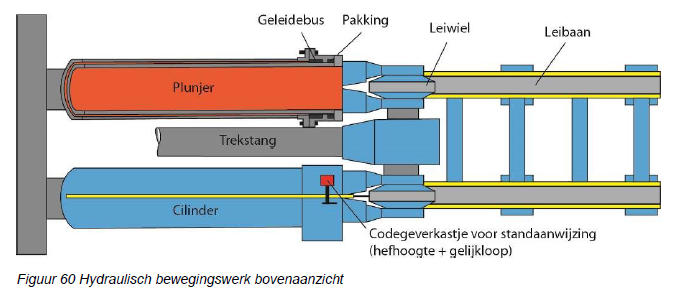 Geleidebus Pakking
Leiwiel
Leibaan
Plunjer
Trekstang
Cilinder
Codegeverkastje voor standaanwijzing
(hefhoogte + gelijkloop)
Figuur 60 Hydraulisch bewegingswerk bovenaanzicht